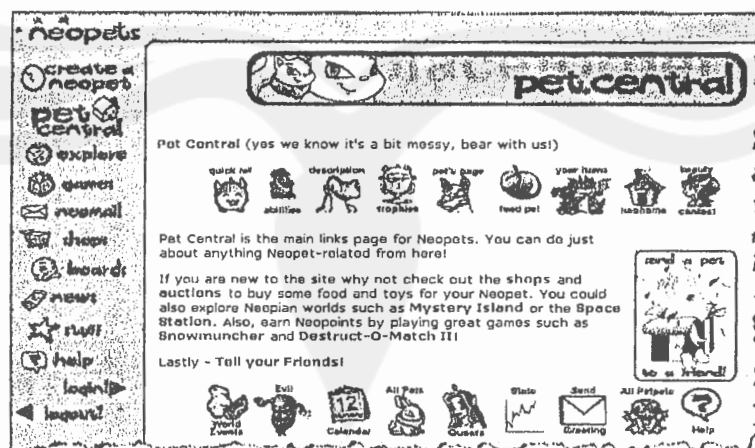 neopets
create a
neopet
pet
central
explore
games
neomail
shops
boards
news
stuff
help
login!
logout!
pet central
Pet Central (yes we know it's a bit messy, bear with us!)
quick ref
abilities
description
trophies
pet's page
feed pet
your items
neohome
beauty
contest
Pet Central is the main links page for Neopets. You can do just
about anything Neopet-related from here!
If you are new to the site why not check out the shops and
auctions to buy some food and toys for your Neopet. You could
also explore Neopian worlds such as Mystery Island or the Space
Station. Also, earn Neopoints by playing great games such as
Snowmuncher and Destruct-O-Match II!
send a pet
to a friend!
Lastly - Tell your Friends!
World
Events
Evil
12
Calendar
All Pets
Quests
Stats
Send
Greeting
All Petpets
Help